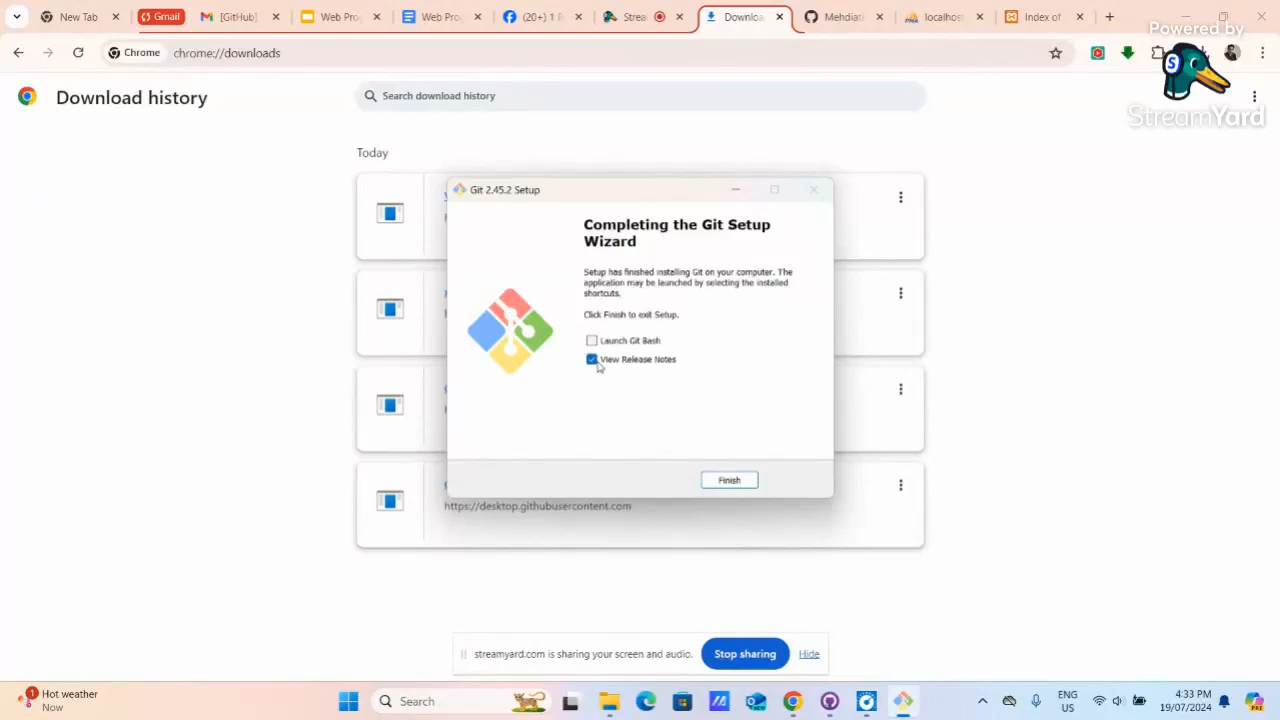 New Tab
Gmail
[GitHub]
Web Pro
Web Pro
(20+) 1 P
Strea
Downloa
Mehdiati
localhos
Index of
Powered by
Chrome
chrome://downloads
StreamYard
Download history
Search download history
Today
Git 2.45.2 Setup
Completing the Git Setup
Wizard
Setup has finished installing Git on your computer. The
application may be launched by selecting the installed
shortcuts.
Click Finish to exit Setup.
Launch Git Bash
View Release Notes
Finish
https://desktop.githubusercontent.com
streamyard.com is sharing your screen and audio.
Stop sharing
Hide
1
Hot weather
Now
Search
ENG
US
4:33 PM
19/07/2024